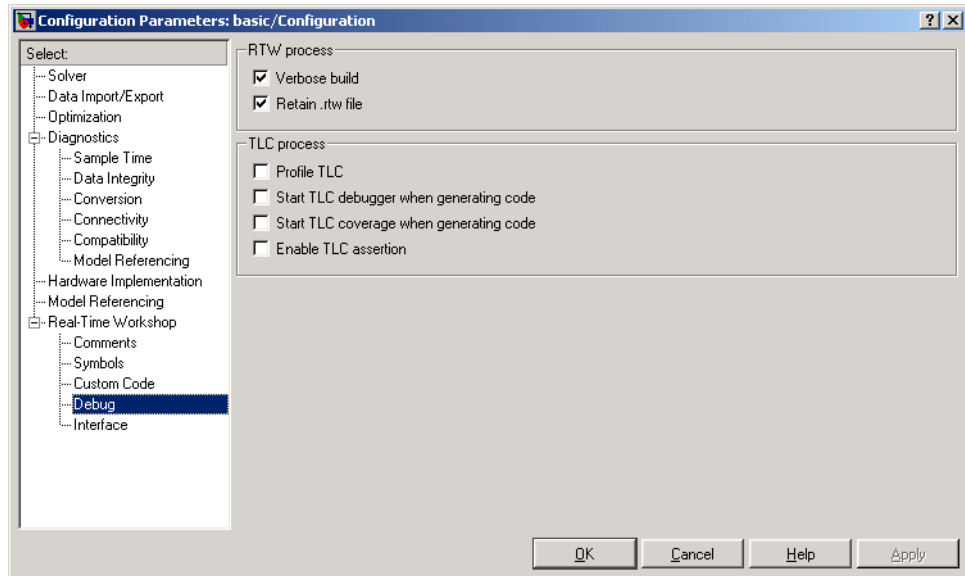 Configuration Parameters: basic/Configuration
Select:
Solver
Data Import/Export
Optimization
Diagnostics
Sample Time
Data Integrity
Conversion
Connectivity
Compatibility
Model Referencing
Hardware Implementation
Model Referencing
Real-Time Workshop
Comments
Symbols
Custom Code
Debug
Interface
RTW process
Verbose build
Retain .rtw file
TLC process
Profile TLC
Start TLC debugger when generating code
Start TLC coverage when generating code
Enable TLC assertion
OK Cancel Help Apply